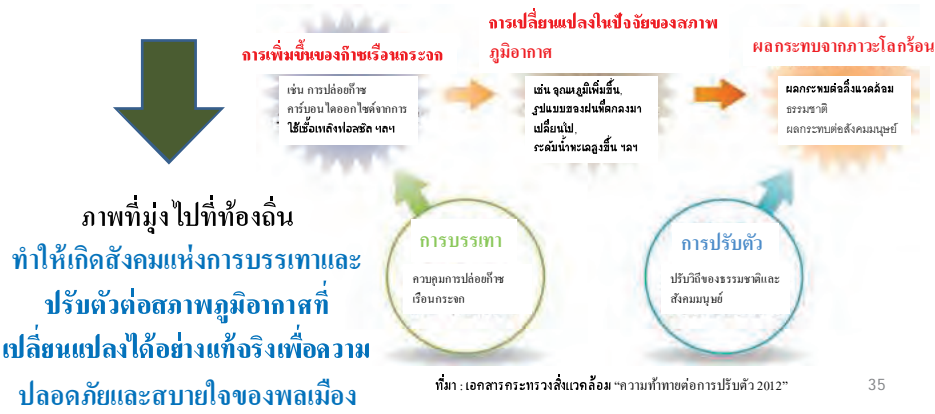 การเพิ่มขึ้นของก๊าซเรือนกระจก
เช่น การปล่อยก๊าซ
คาร์บอนไดออกไซด์จากการ
ใช้เชื้อเพลิงฟอสซิล ฯลฯ
การเปลี่ยนแปลงในปัจจัยของสภาพ
ภูมิอากาศ
เช่น อุณหภูมิเพิ่มขึ้น,
รูปแบบของฝนที่ตกลงมา
เปลี่ยนไป,
ระดับน้ำทะเลสูงขึ้น ฯลฯ
ผลกระทบจากภาวะโลกร้อน
ผลกระทบต่อสิ่งแวดล้อม
ธรรมชาติ
ผลกระทบต่อสังคมมนุษย์
ภาพที่มุ่งไปที่ท้องถิ่น
ทำให้เกิดสังคมแห่งการบรรเทาและ
ปรับตัวต่อสภาพภูมิอากาศที่
เปลี่ยนแปลงได้อย่างแท้จริงเพื่อความ
ปลอดภัยและสบายใจของพลเมือง
การบรรเทา
ควบคุมการปล่อยก๊าซ
เรือนกระจก
การปรับตัว
ปรับวิถีของธรรมชาติและ
สังคมมนุษย์
ที่มา : เอกสารกระทรวงสิ่งแวดล้อม “ความท้าทายต่อการปรับตัว 2012”
35